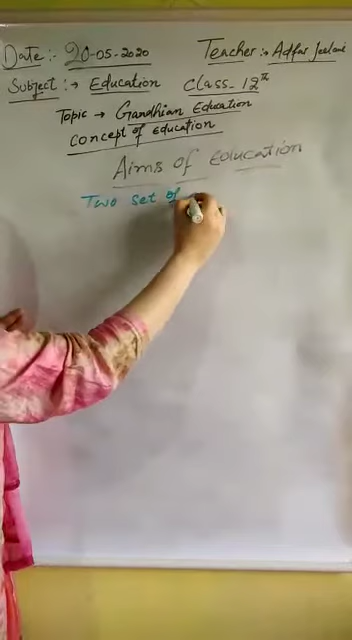 Date:- 20-05-2020 Teacher:- Adfar Jeelani
Subject:→ Education Class-12th
Topic → Gandhian Education
Concept of education
Aims of Education
Two set of